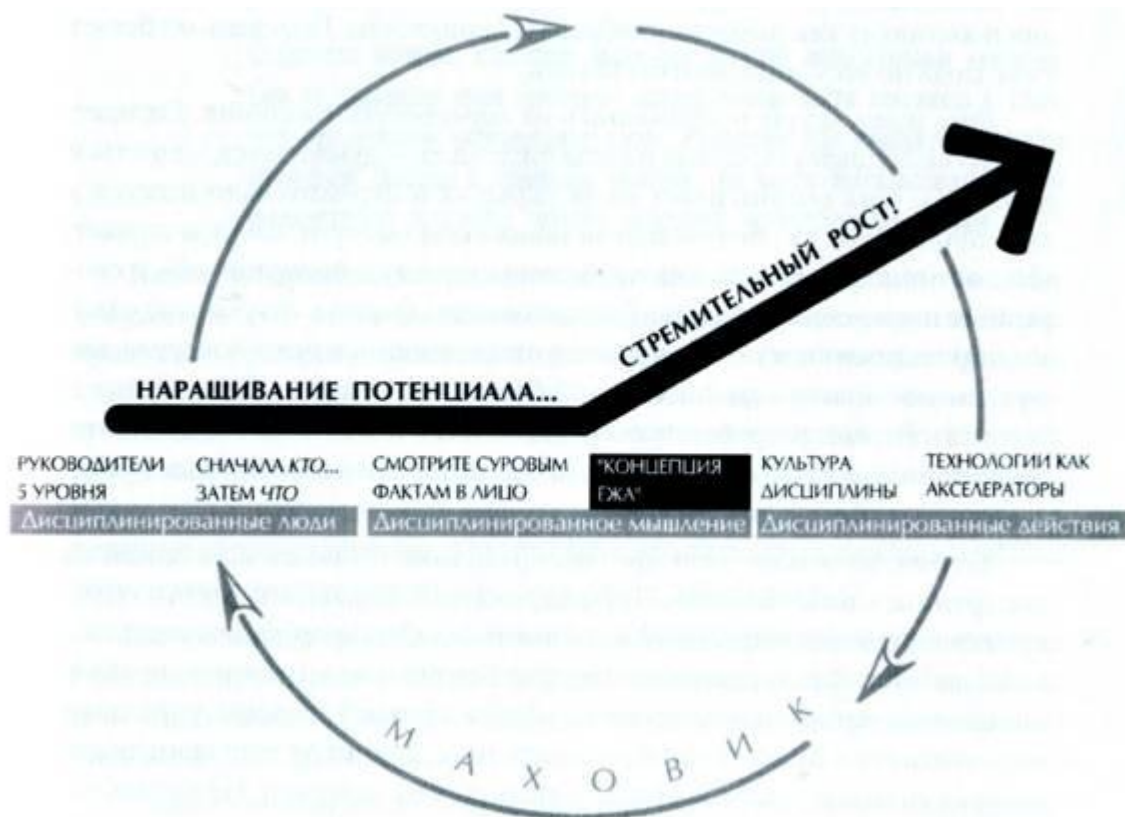 СТРЕМИТЕЛЬНЫЙ РОСТ!
НАРАЩИВАНИЕ ПОТЕНЦИАЛА...
РУКОВОДИТЕЛИ
5 УРОВНЯ
СНАЧАЛА КТО...
ЗАТЕМ ЧТО
СМОТРИТЕ СУРОВЫМ
ФАКТАМ В ЛИЦО
"КОНЦЕПЦИЯ
ЕЖА"
КУЛЬТУРА
ДИСЦИПЛИНЫ
ТЕХНОЛОГИИ КАК
АКСЕЛЕРАТОРЫ
Дисциплинированные люди
Дисциплинированное мышление
Дисциплинированные действия
МАХОВИК